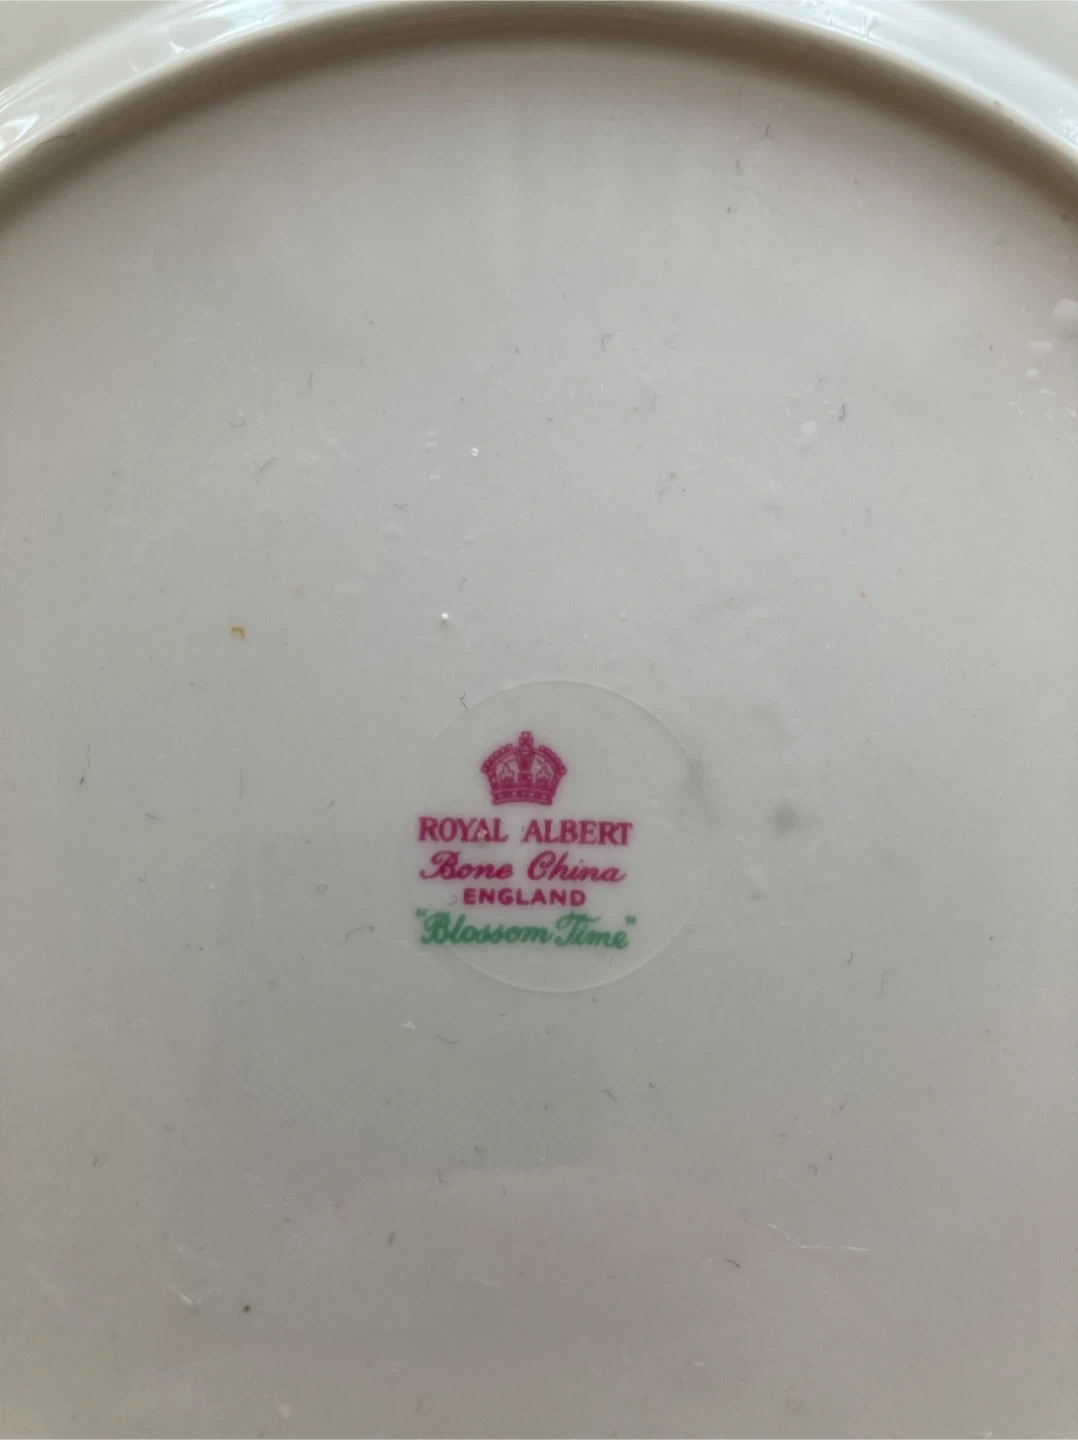 ROYAL ALBERT
Bone China
ENGLAND
"Blossom Time"